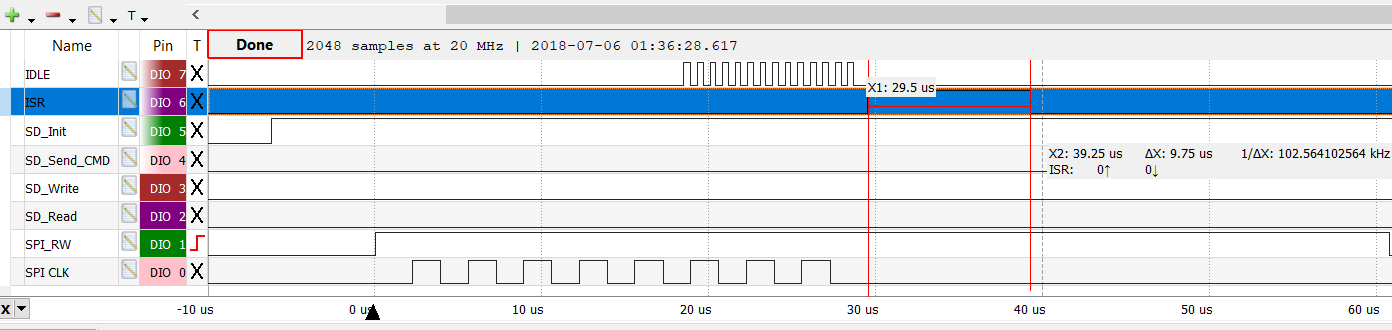 T
Name Pin T Done 2048 samples at 20 MHz | 2018-07-06 01:36:28.617
IDLE DIO 7 X
X1: 29.5 us
ISR DIO 6 X
SD_Init DIO 5 X
X2: 39.25 us ΔX: 9.75 us 1/ΔX: 102.564102564 kHz
SD_Send_CMD DIO 4 X
ISR: 0↑ 0↓
SD_Write DIO 3 X
SD_Read DIO 2 X
SPI_RW DIO 1
SPI CLK DIO 0 X
X -10 us 0 us 10 us 20 us 30 us 40 us 50 us 60 us